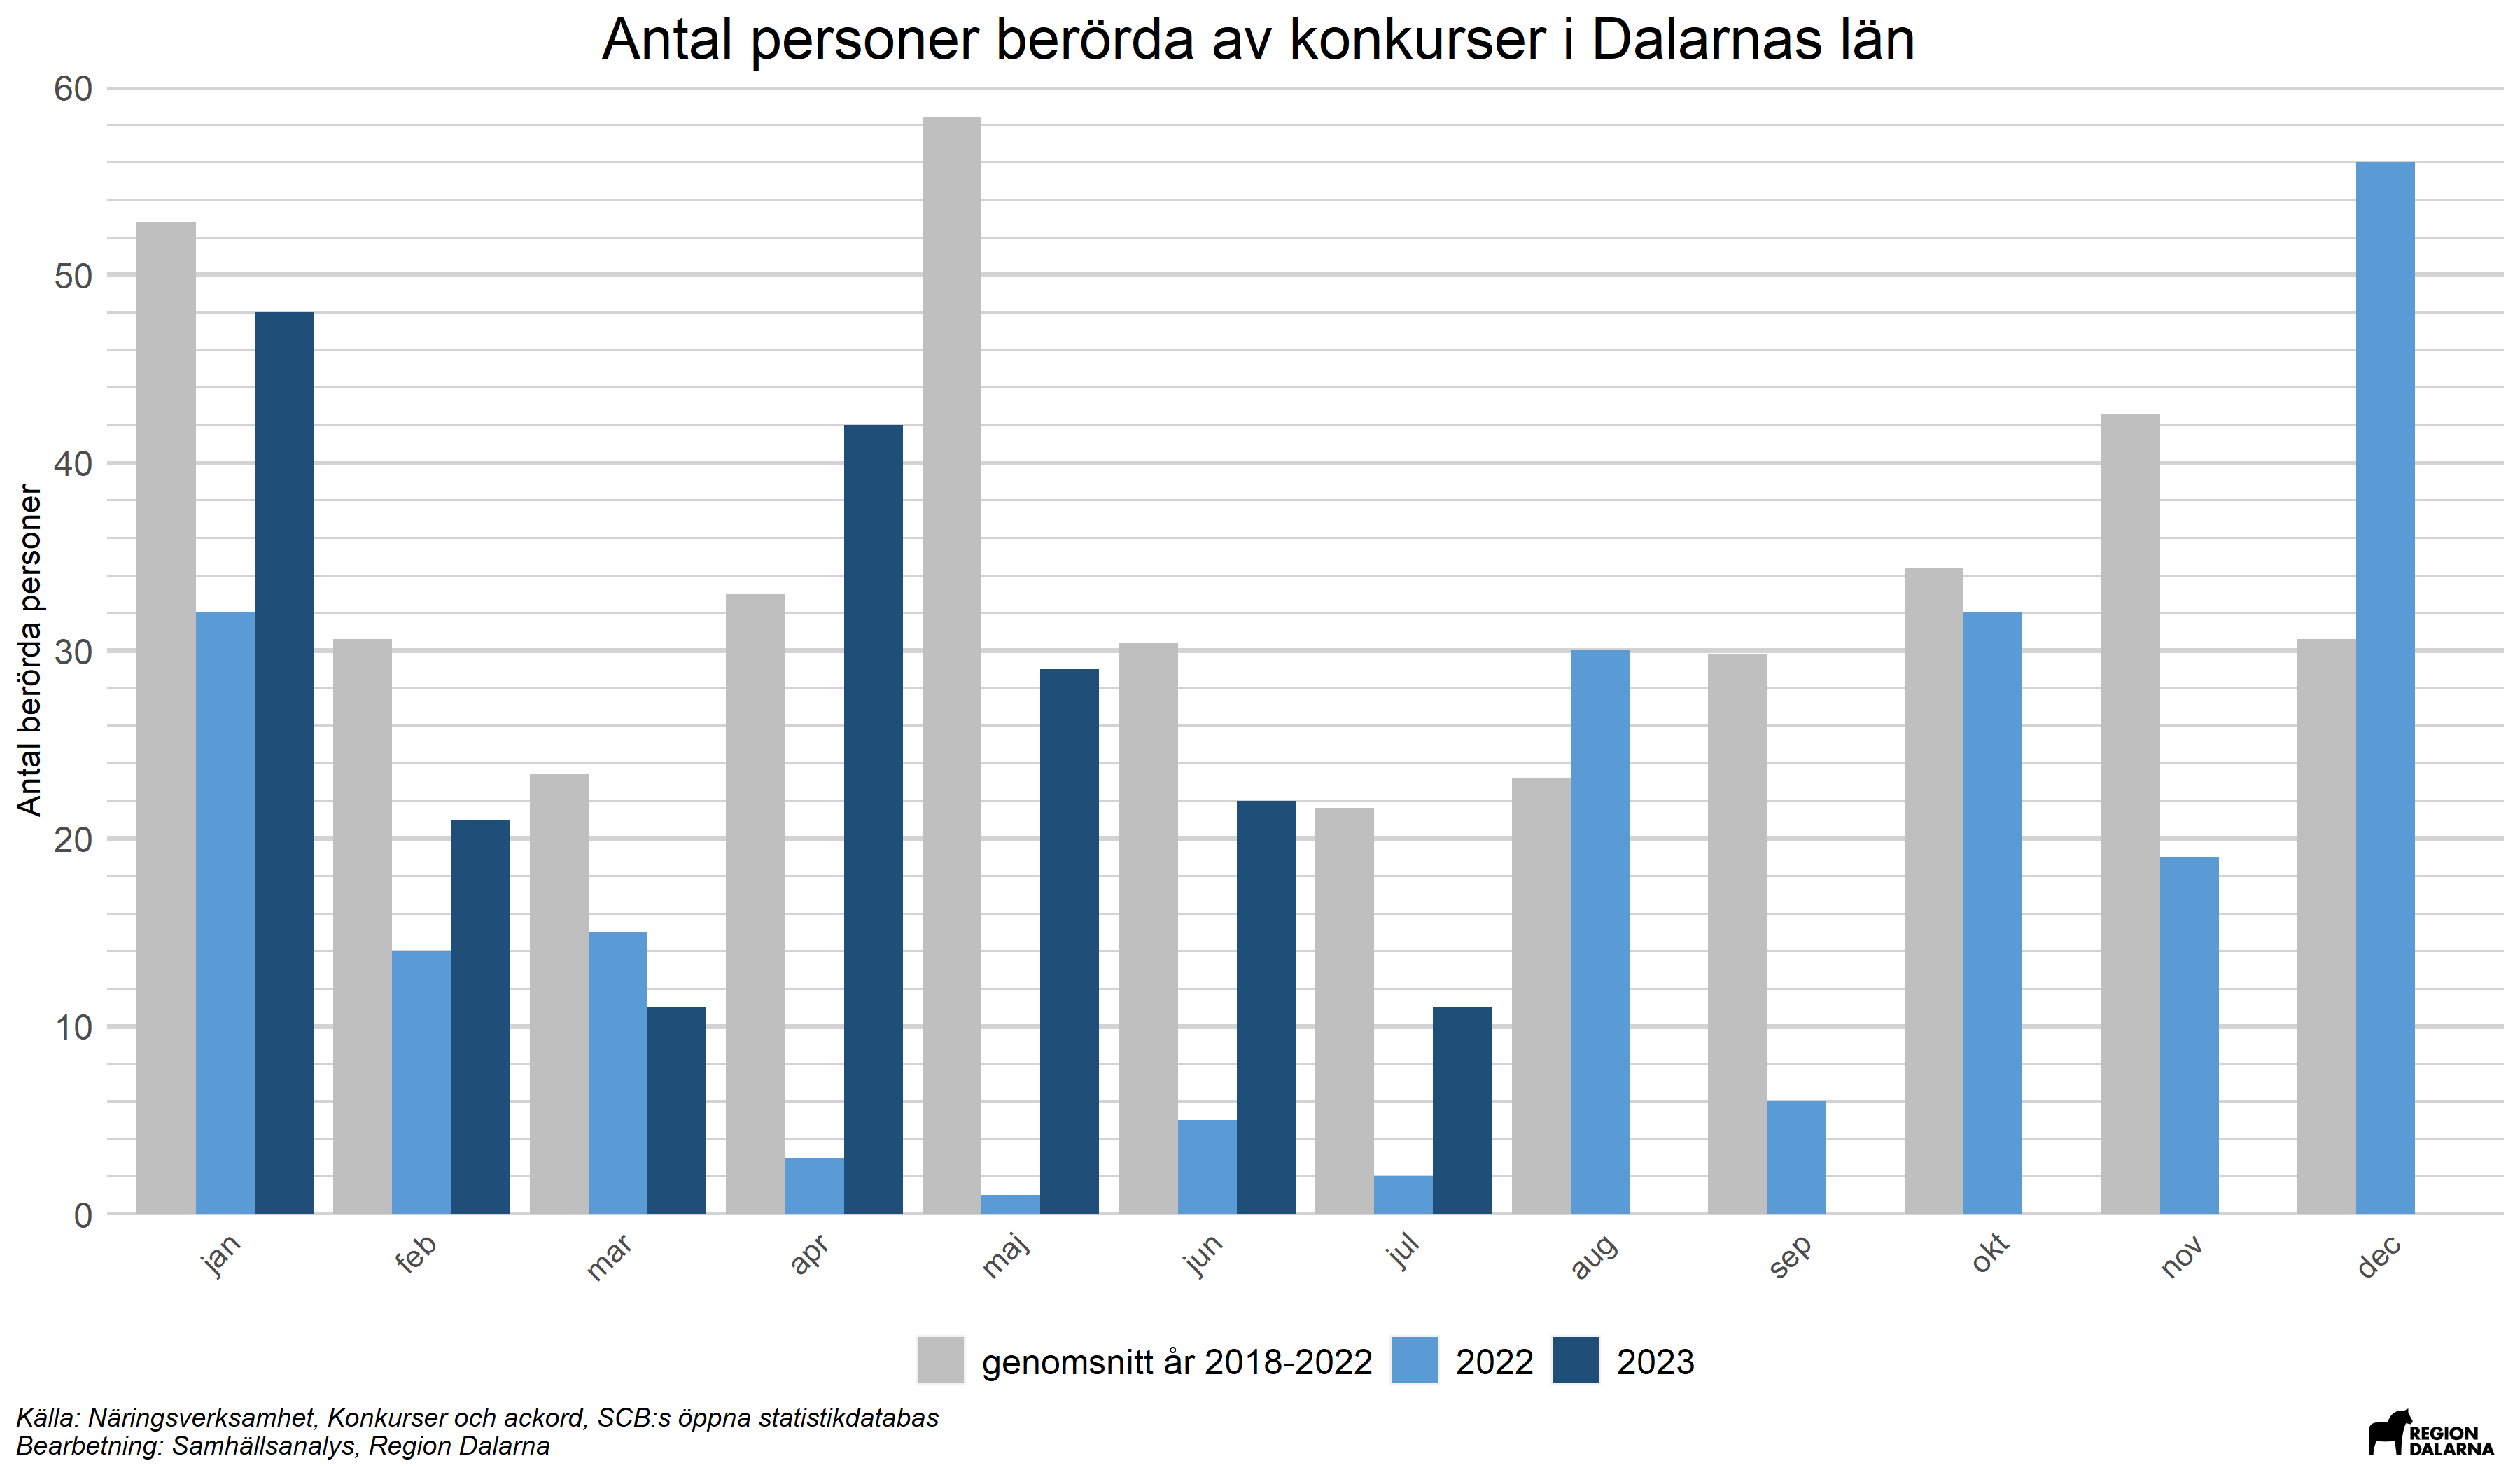 Antal personer berörda av konkurser i Dalarnas län
Antal berörda personer
60
50
40
30
20
10
0
jan feb mar apr maj jun jul aug sep okt nov dec
genomsnitt år 2018-2022 2022 2023
Källa: Näringsverksamhet, Konkurser och ackord, SCB:s öppna statistikdatabas
Bearbetning: Samhällsanalys, Region Dalarna
REGION
DALARNA